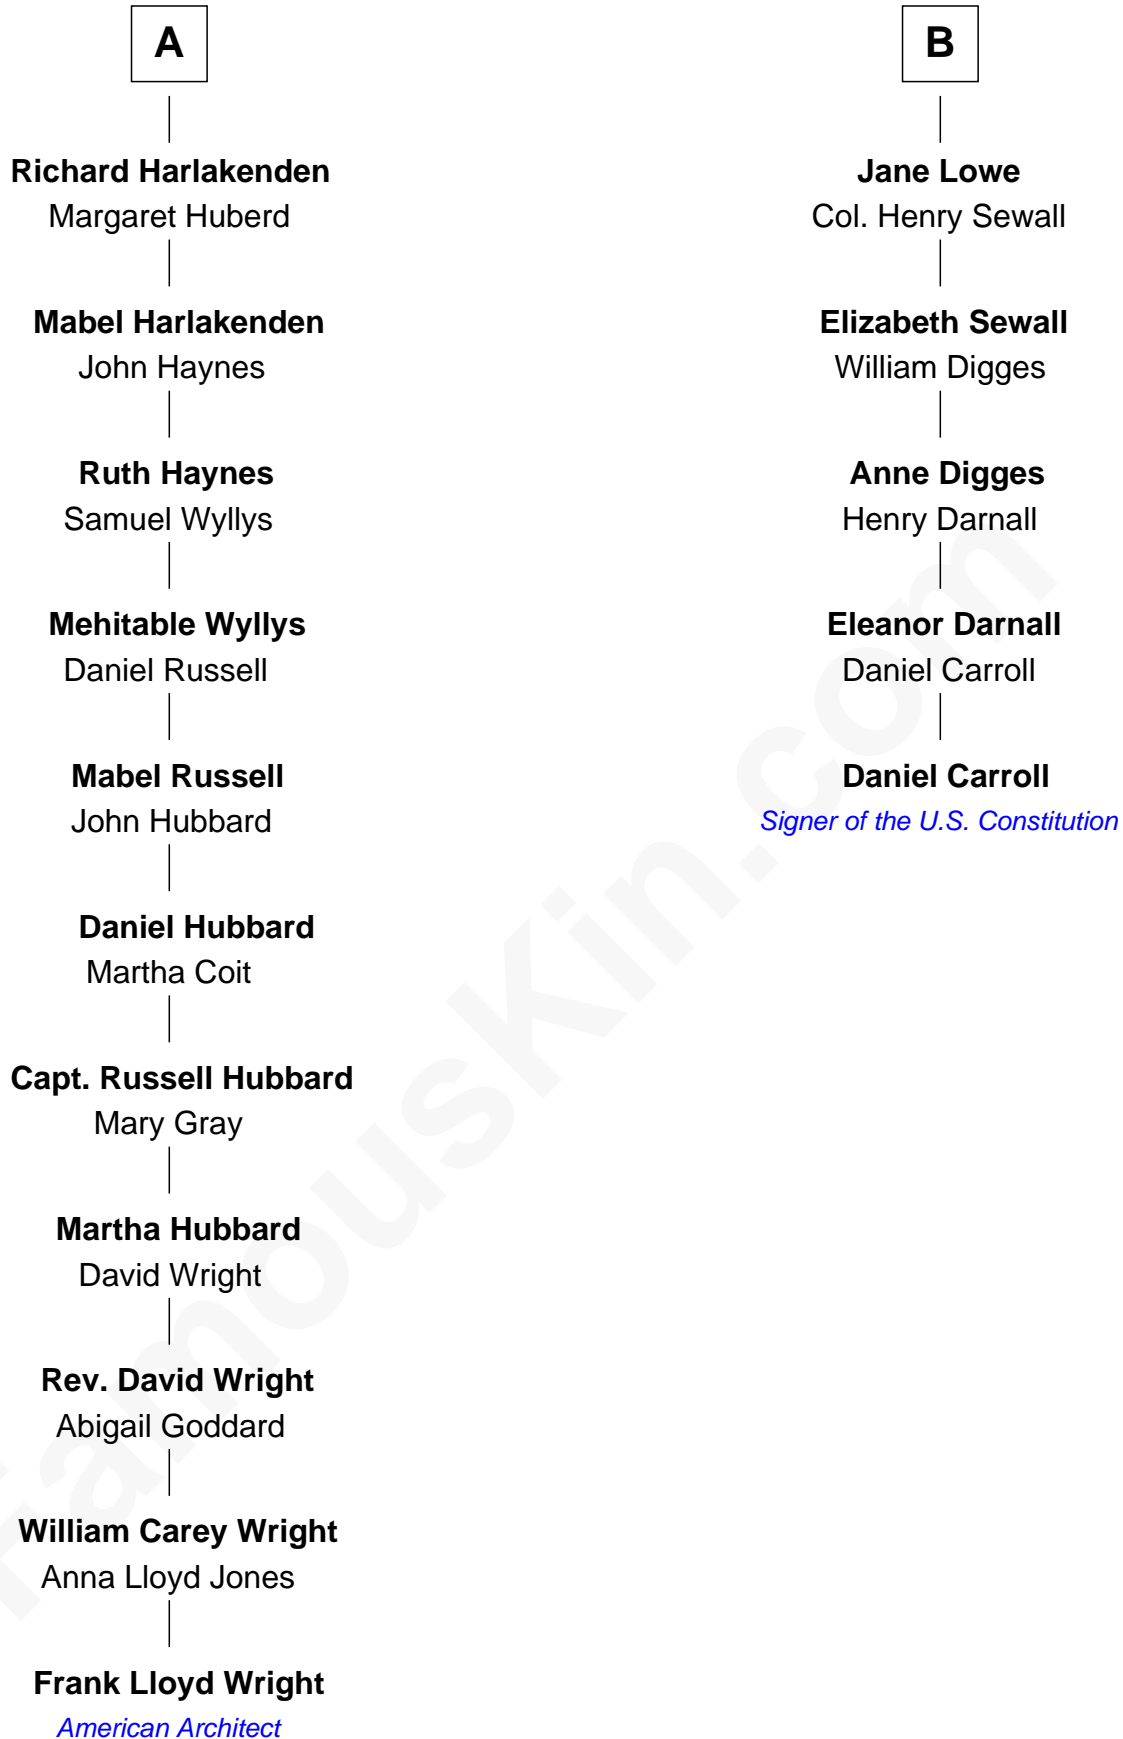 A
Richard Harlakenden
Margaret Huberd
Mabel Harlakenden
John Haynes
Ruth Haynes
Samuel Wyllys
Mehitable Wyllys
Daniel Russell
Mabel Russell
John Hubbard
Daniel Hubbard
Martha Coit
Capt. Russell Hubbard
Mary Gray
Martha Hubbard
David Wright
Rev. David Wright
Abigail Goddard
William Carey Wright
Anna Lloyd Jones
Frank Lloyd Wright
American Architect
B
Jane Lowe
Col. Henry Sewall
Elizabeth Sewall
William Digges
Anne Digges
Henry Darnall
Eleanor Darnall
Daniel Carroll
Daniel Carroll
Signer of the U.S. Constitution
FamousKin.com